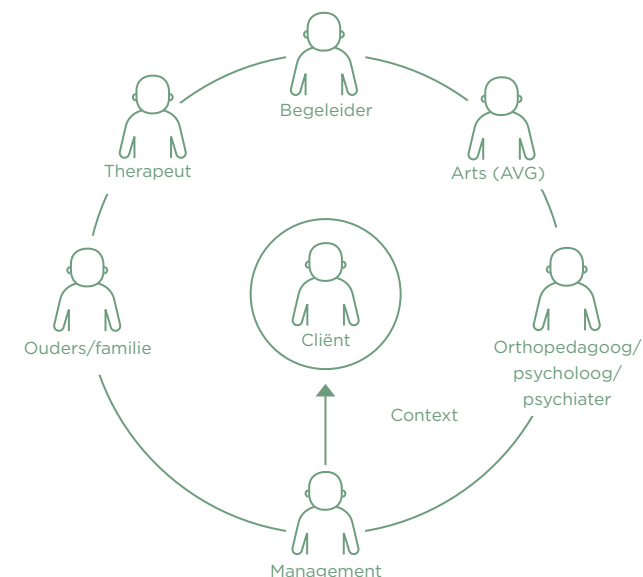 Begeleider
Therapeut
Arts (AVG)
Cliënt
Ouders/familie
Orthopedagoog/
psycholoog/
psychiater
Context
Management